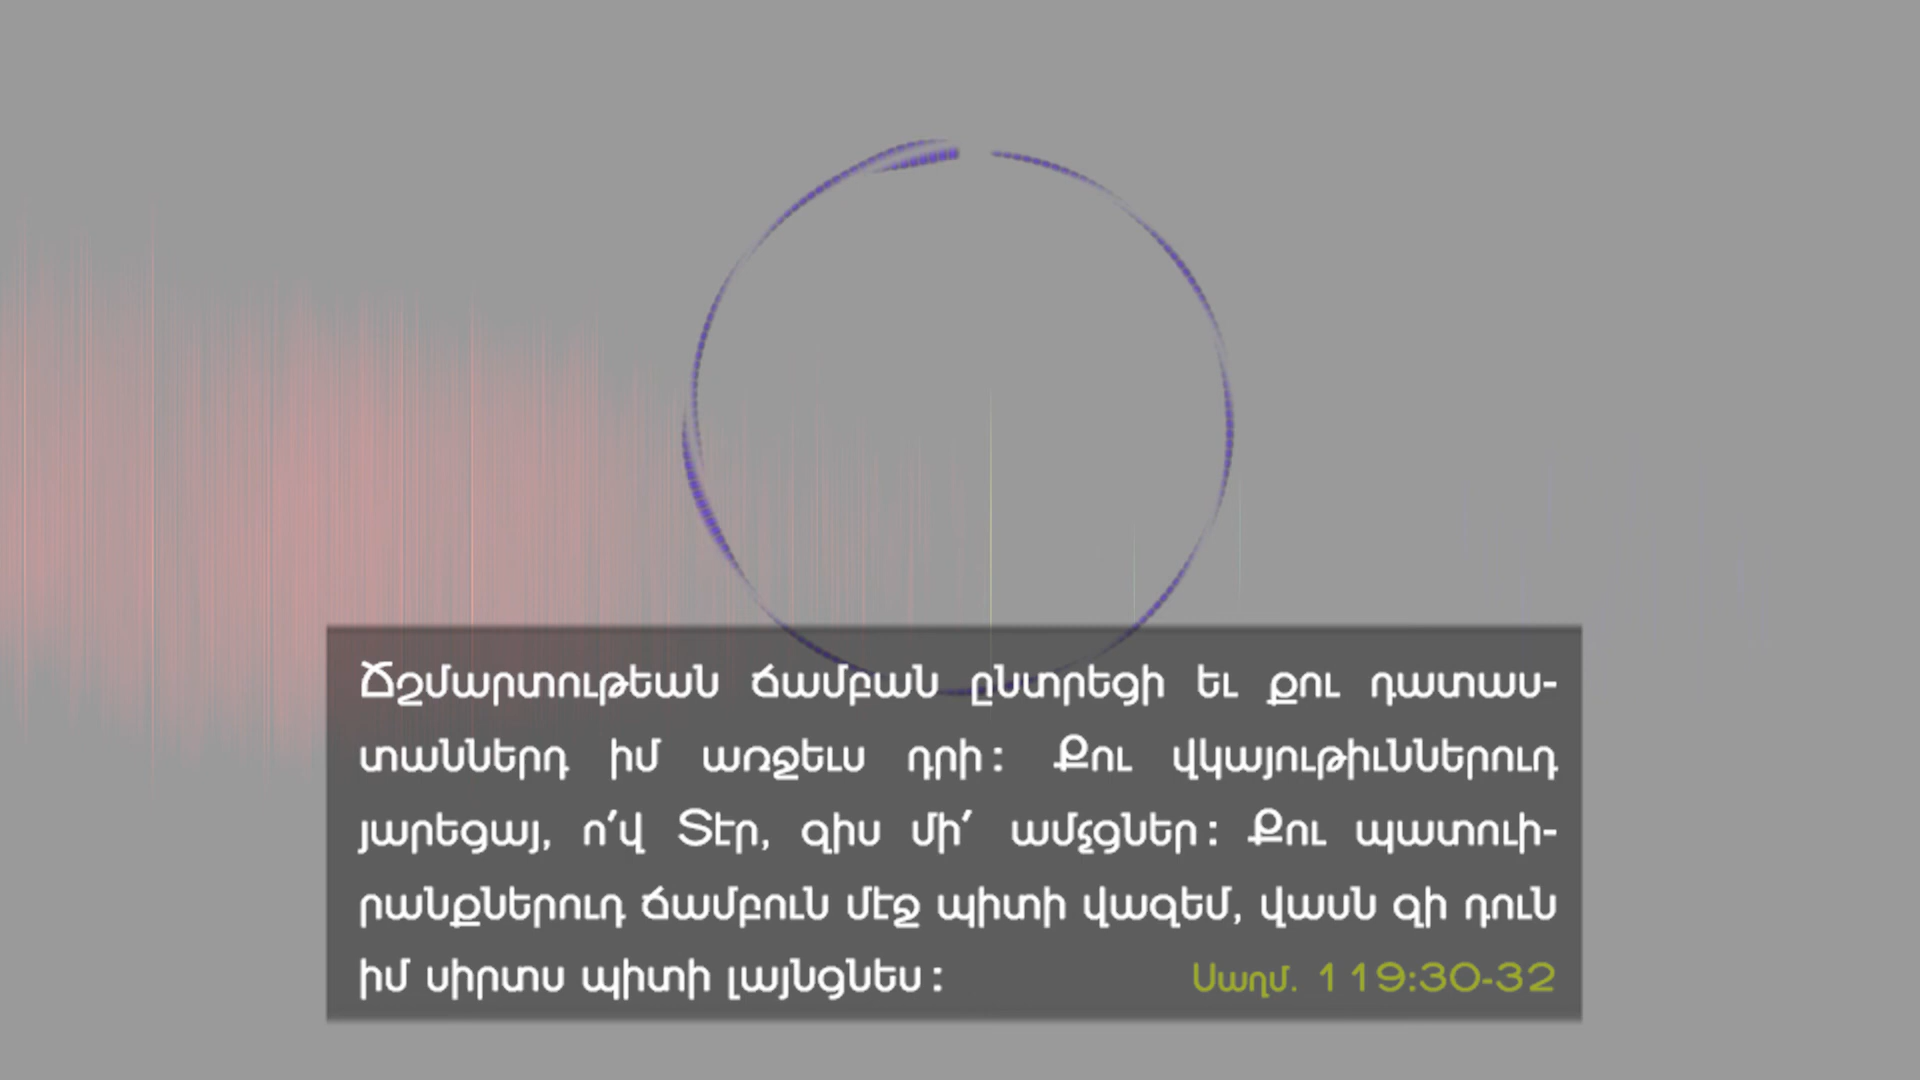 Ճշմարտութեան ճամբան ընտրեցի եւ քու դատաս-
տաններդ իմ առջեւս դրի։ Քու վկայութիւններուդ
յարեցայ, ո՛վ Տէր, զիս մի՛ ամչցներ։ Քու պատուի-
րանքներուդ ճամբուն մէջ պիտի վազեմ, վասն զի դուն
իմ սիրտս պիտի լայնցնես։ Սաղմ. 119:30-32